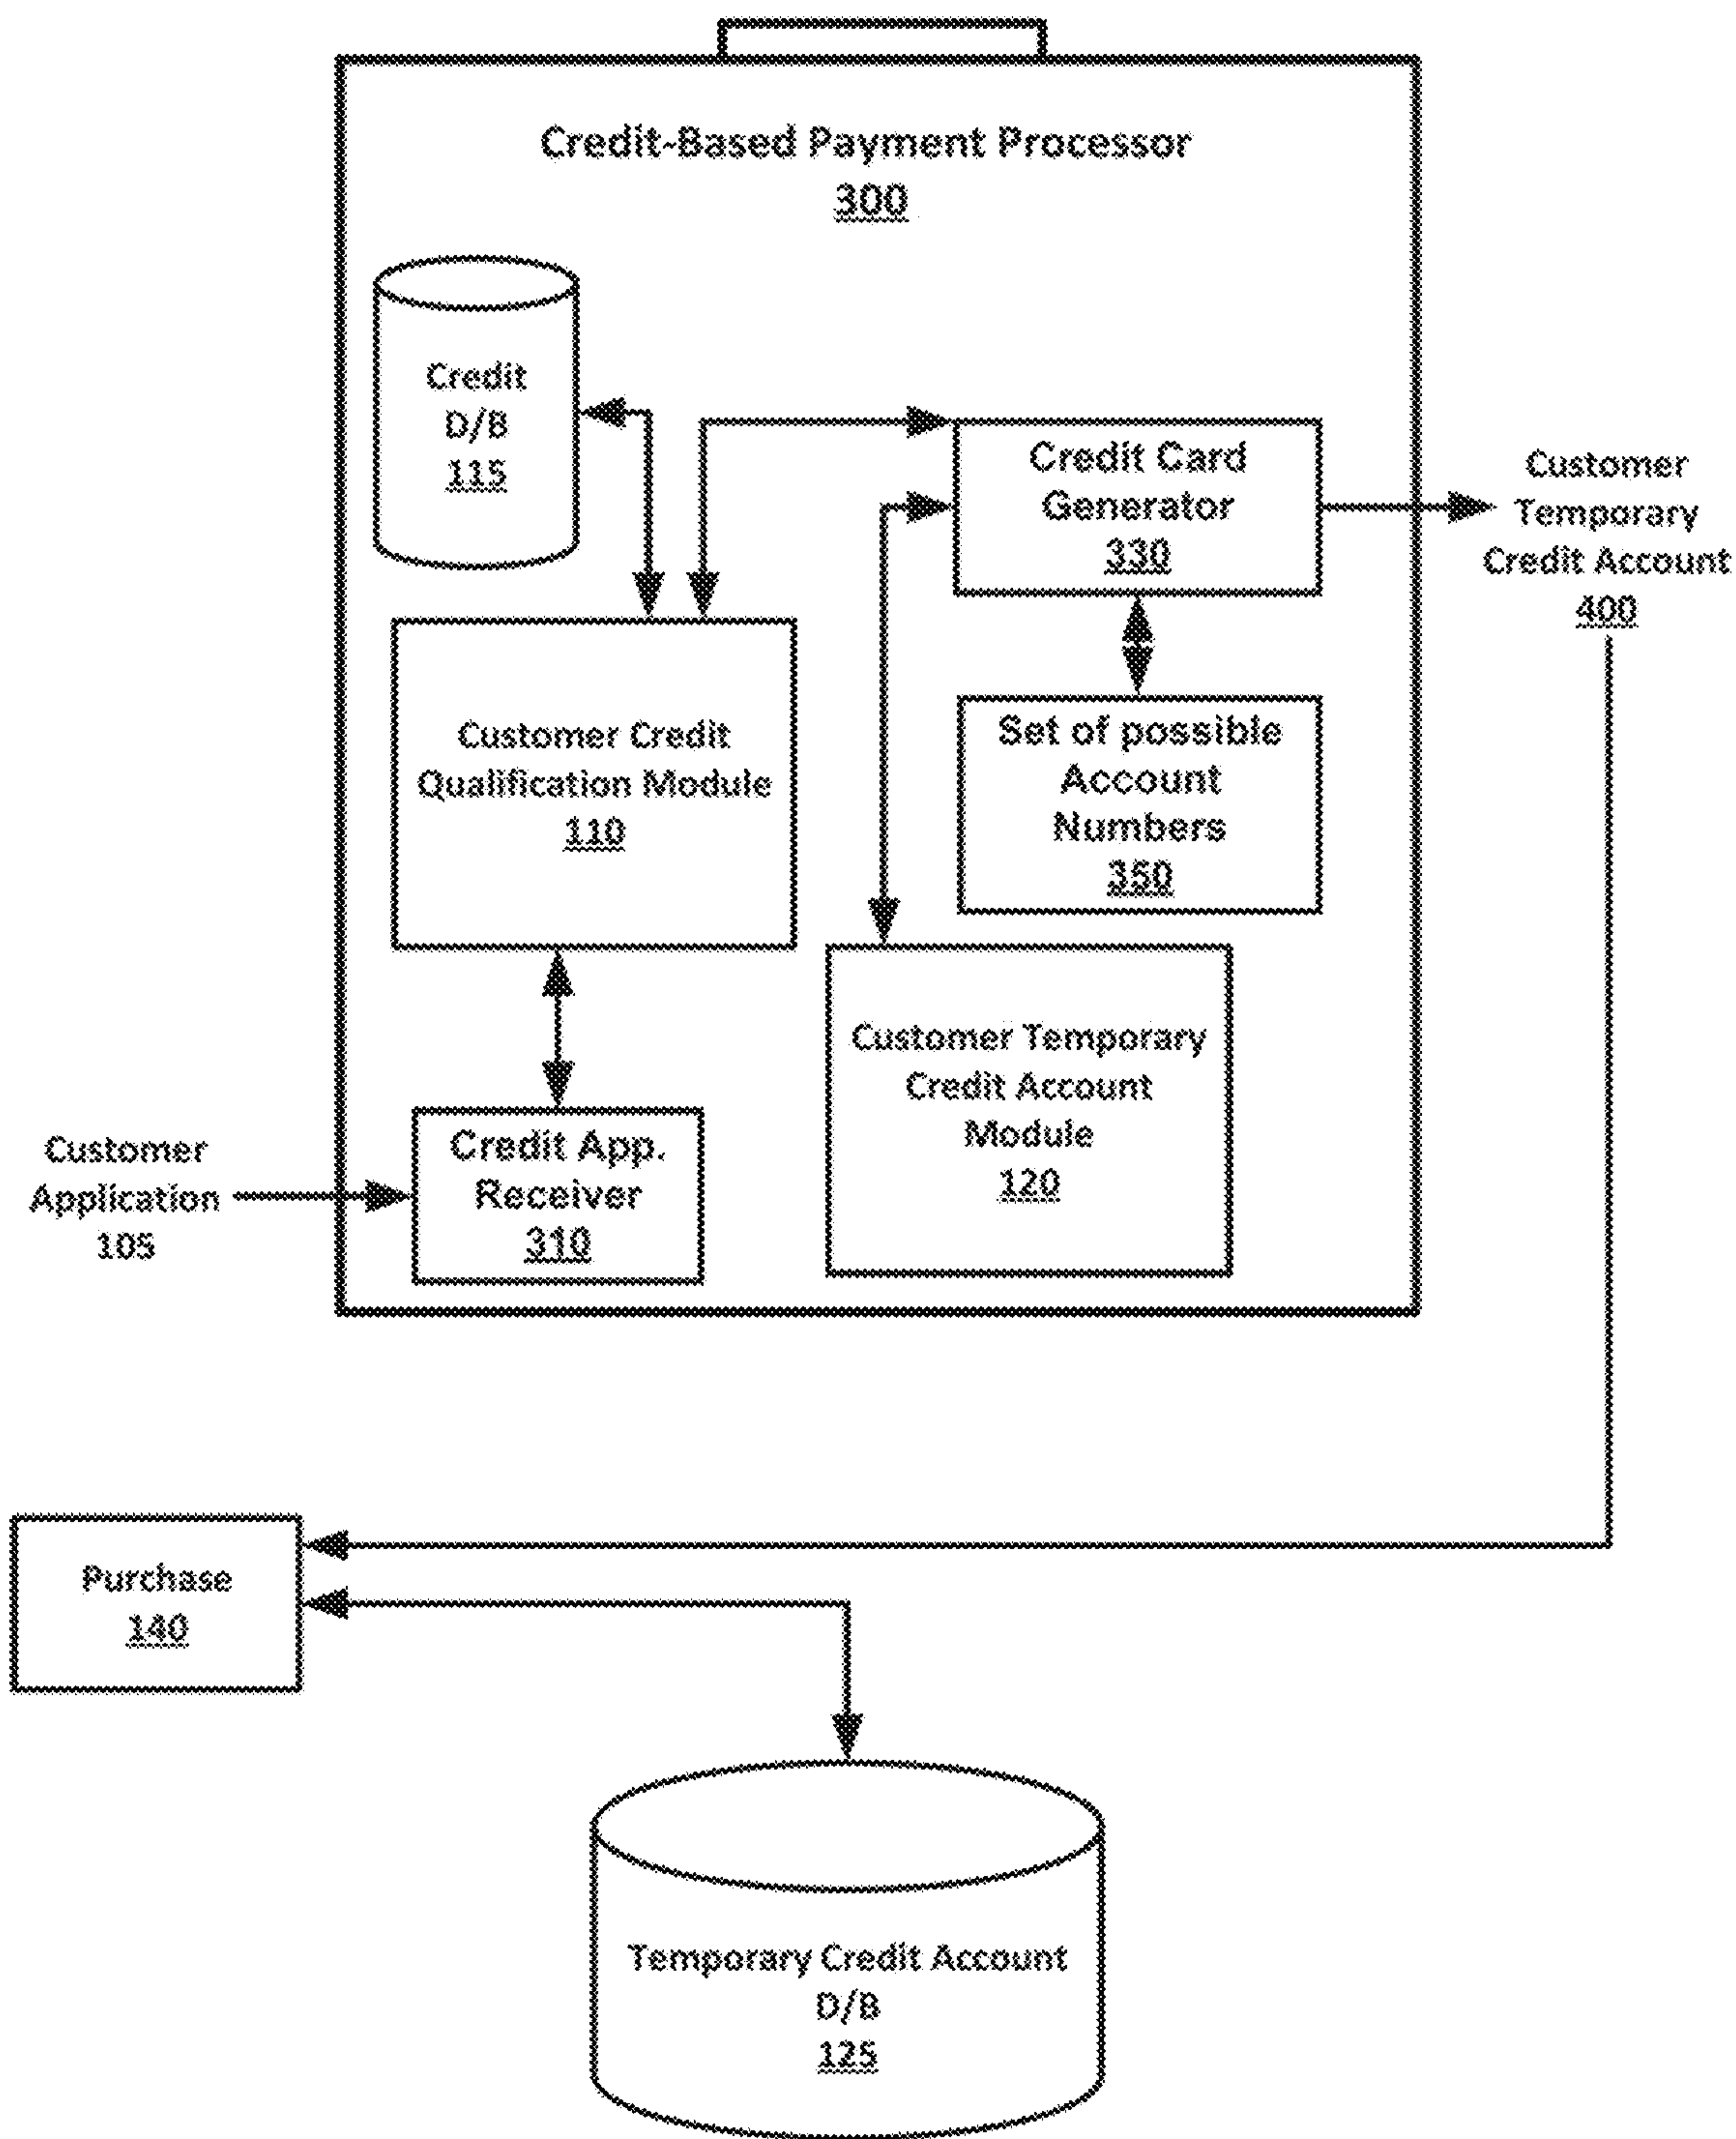 Credit-Based Payment Processor
300
Credit
D/B
115
Credit Card
Generator
330
Customer
Temporary
Credit Account
400
Customer Credit
Qualification Module
110
Set of possible
Account
Numbers
350
Customer Temporary
Credit Account
Module
120
Credit App.
Receiver
310
Customer
Application
105
Purchase
140
Temporary Credit Account
D/B
125